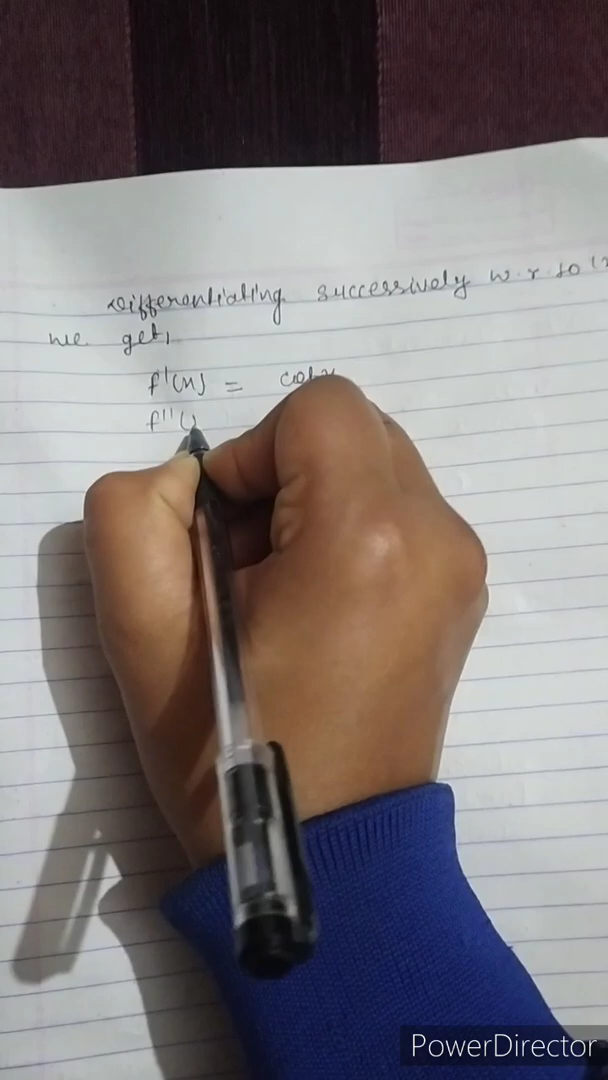 Differentiating successively w.r.to
we get,
f'(x) =
f''(
PowerDirector